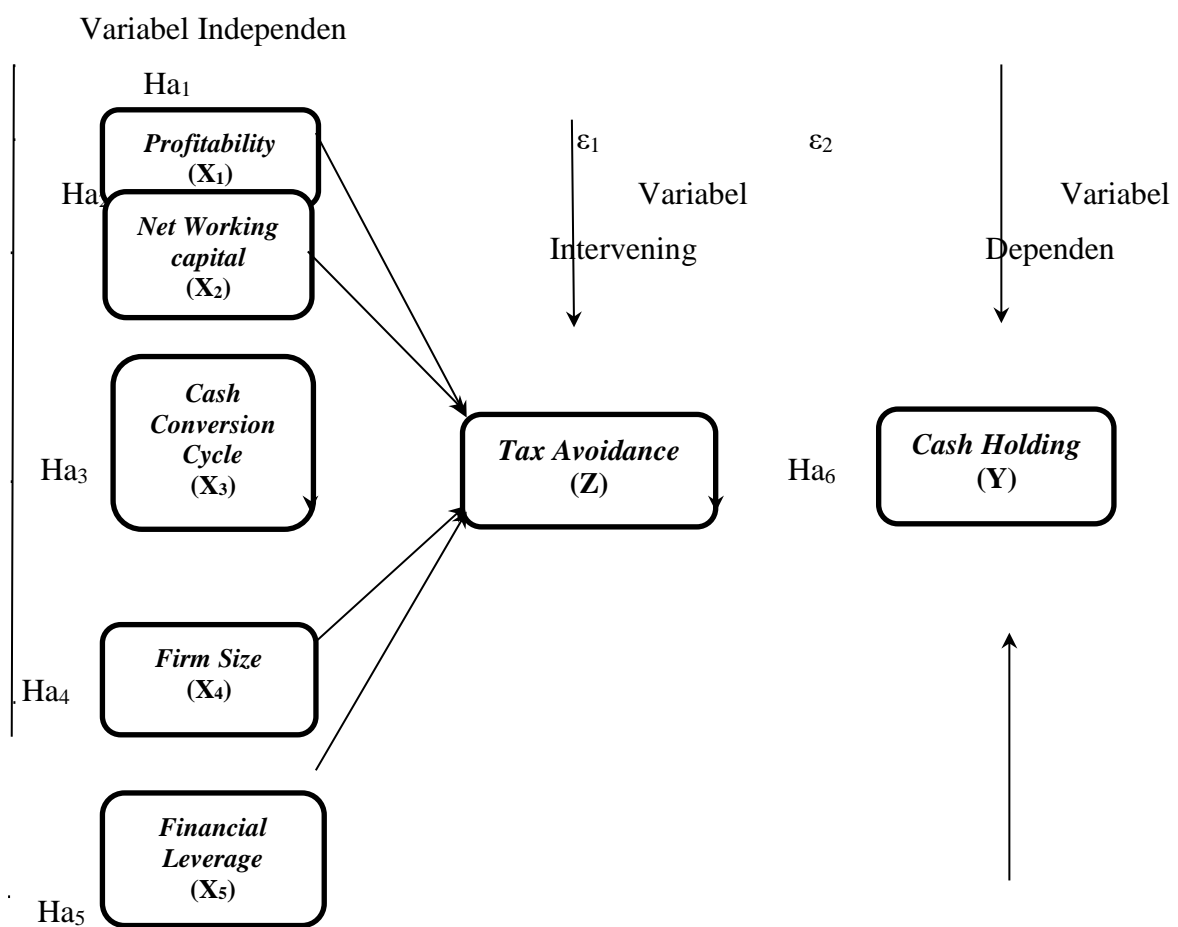 Variabel Independen
Ha₁
Profitability
(X₁)
ε₁
ε₂
Ha₂
Variabel
Variabel
Net Working
capital
(X₂)
Intervening
Dependen
Cash
Conversion
Cycle
(X₃)
Ha₃
Tax Avoidance
(Z)
Ha₆
Cash Holding
(Y)
Firm Size
(X₄)
Ha₄
Financial
Leverage
(X₅)
Ha₅